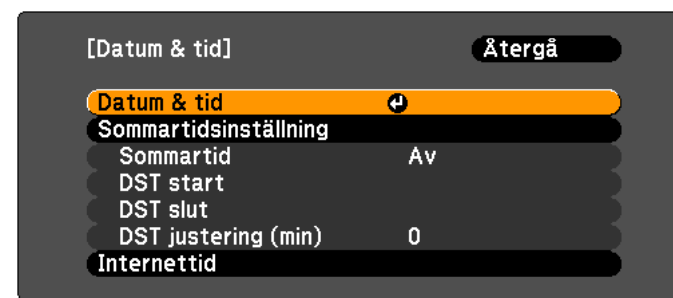 [Datum & tid] Återgå
Datum & tid
Sommartidsinställning
Sommartid Av
DST start
DST slut
DST justering (min) 0
Internettid